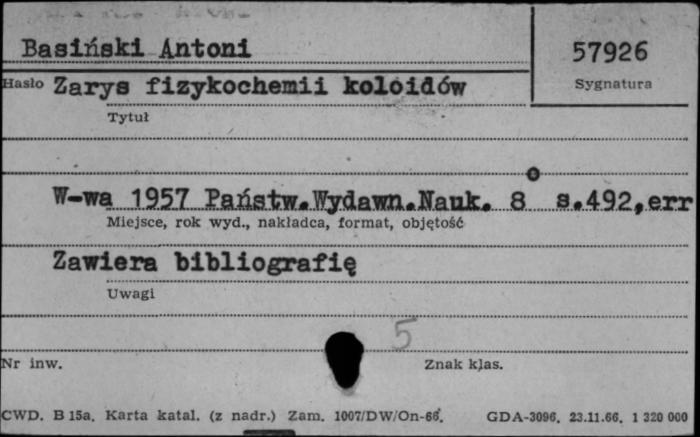 Basiński Antoni
57926
Hasło Zarys fizykochemii koloidów
Sygnatura
Tytuł
W-wa 1957 Państw.Wydawn.Nauk. 8° s.492,err
Miejsce, rok wyd., nakładca, format, objętość
Zawiera bibliografię
Uwagi
5
Nr inw.
Znak klas.
CWD. B 15a. Karta katal. (z nadr.) Zam. 1007/DW/On-66. GDA-3096. 23.11.66. 1 320 000